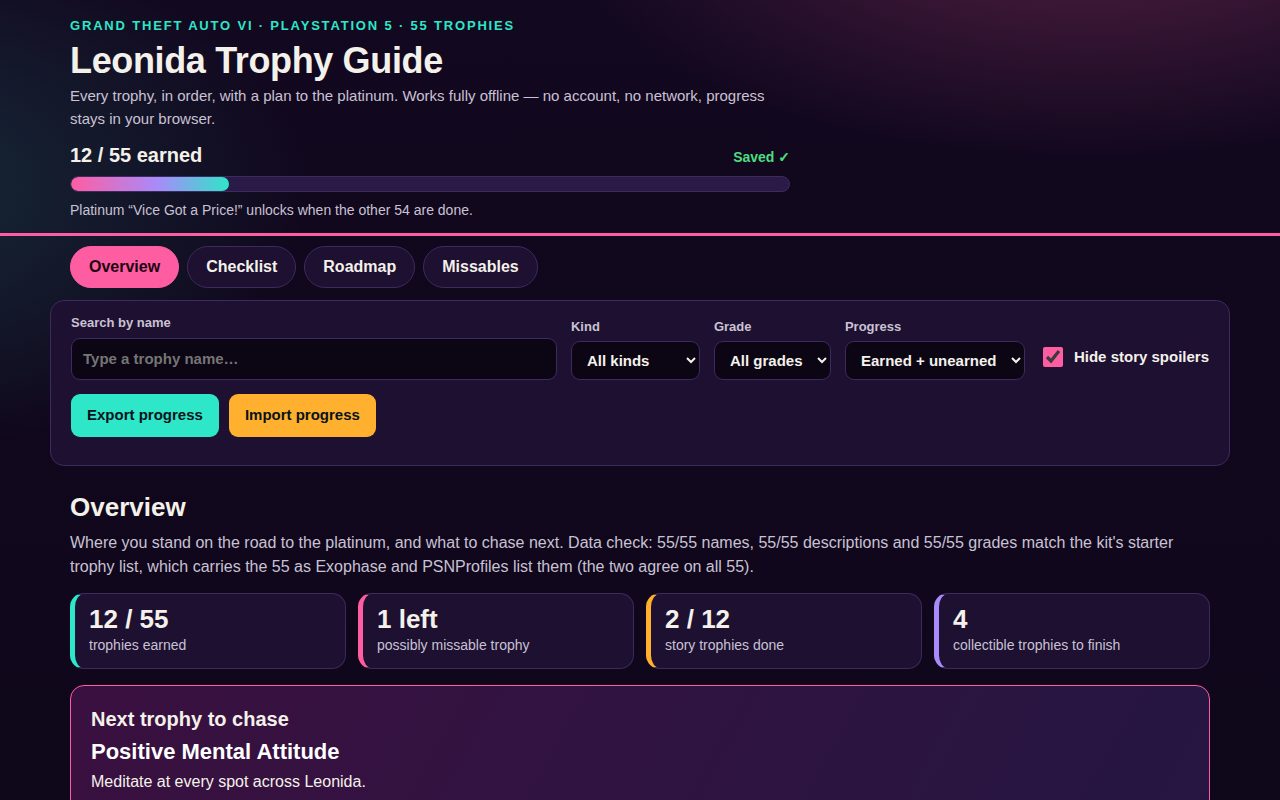 GRAND THEFT AUTO VI · PLAYSTATION 5 · 55 TROPHIES
Leonida Trophy Guide
Every trophy, in order, with a plan to the platinum. Works fully offline — no account, no network, progress
stays in your browser.
12 / 55 earned
Saved ✓
Platinum “Vice Got a Price!” unlocks when the other 54 are done.
Overview
Checklist
Roadmap
Missables
Search by name
Kind
Grade
Progress
Type a trophy name…
All kinds
All grades
Earned + unearned
Hide story spoilers
Export progress
Import progress
Overview
Where you stand on the road to the platinum, and what to chase next. Data check: 55/55 names, 55/55 descriptions and 55/55 grades match the kit's starter
trophy list, which carries the 55 as Exophase and PSNProfiles list them (the two agree on all 55).
12 / 55
trophies earned
1 left
possibly missable trophy
2 / 12
story trophies done
4
collectible trophies to finish
Next trophy to chase
Positive Mental Attitude
Meditate at every spot across Leonida.